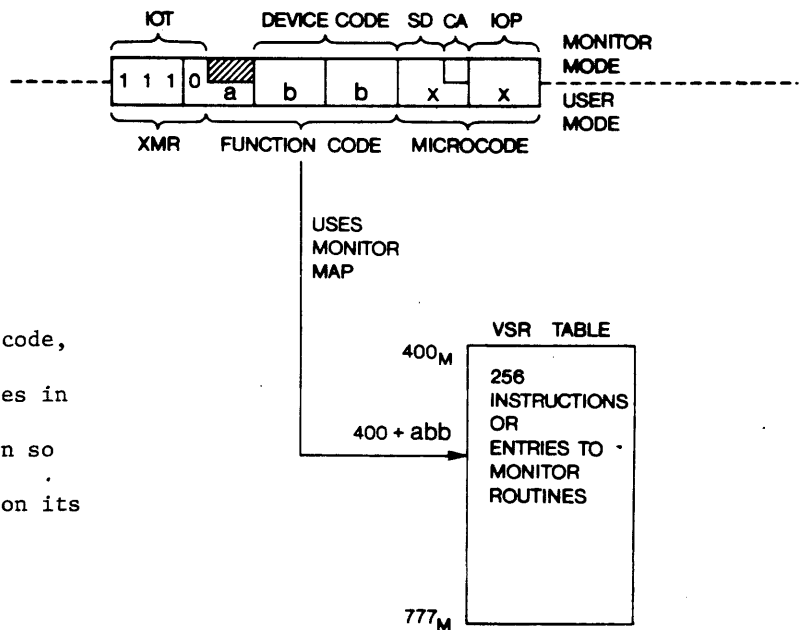 IOT DEVICE CODE SD CA IOP
MONITOR
MODE
1 1 1 0 a b b x x
USER
MODE
XMR FUNCTION CODE MICROCODE
USES
MONITOR
MAP
code,
es in
n so
on its
VSR TABLE
400M
256
INSTRUCTIONS
OR
400 + abb
ENTRIES TO
MONITOR
ROUTINES
777M